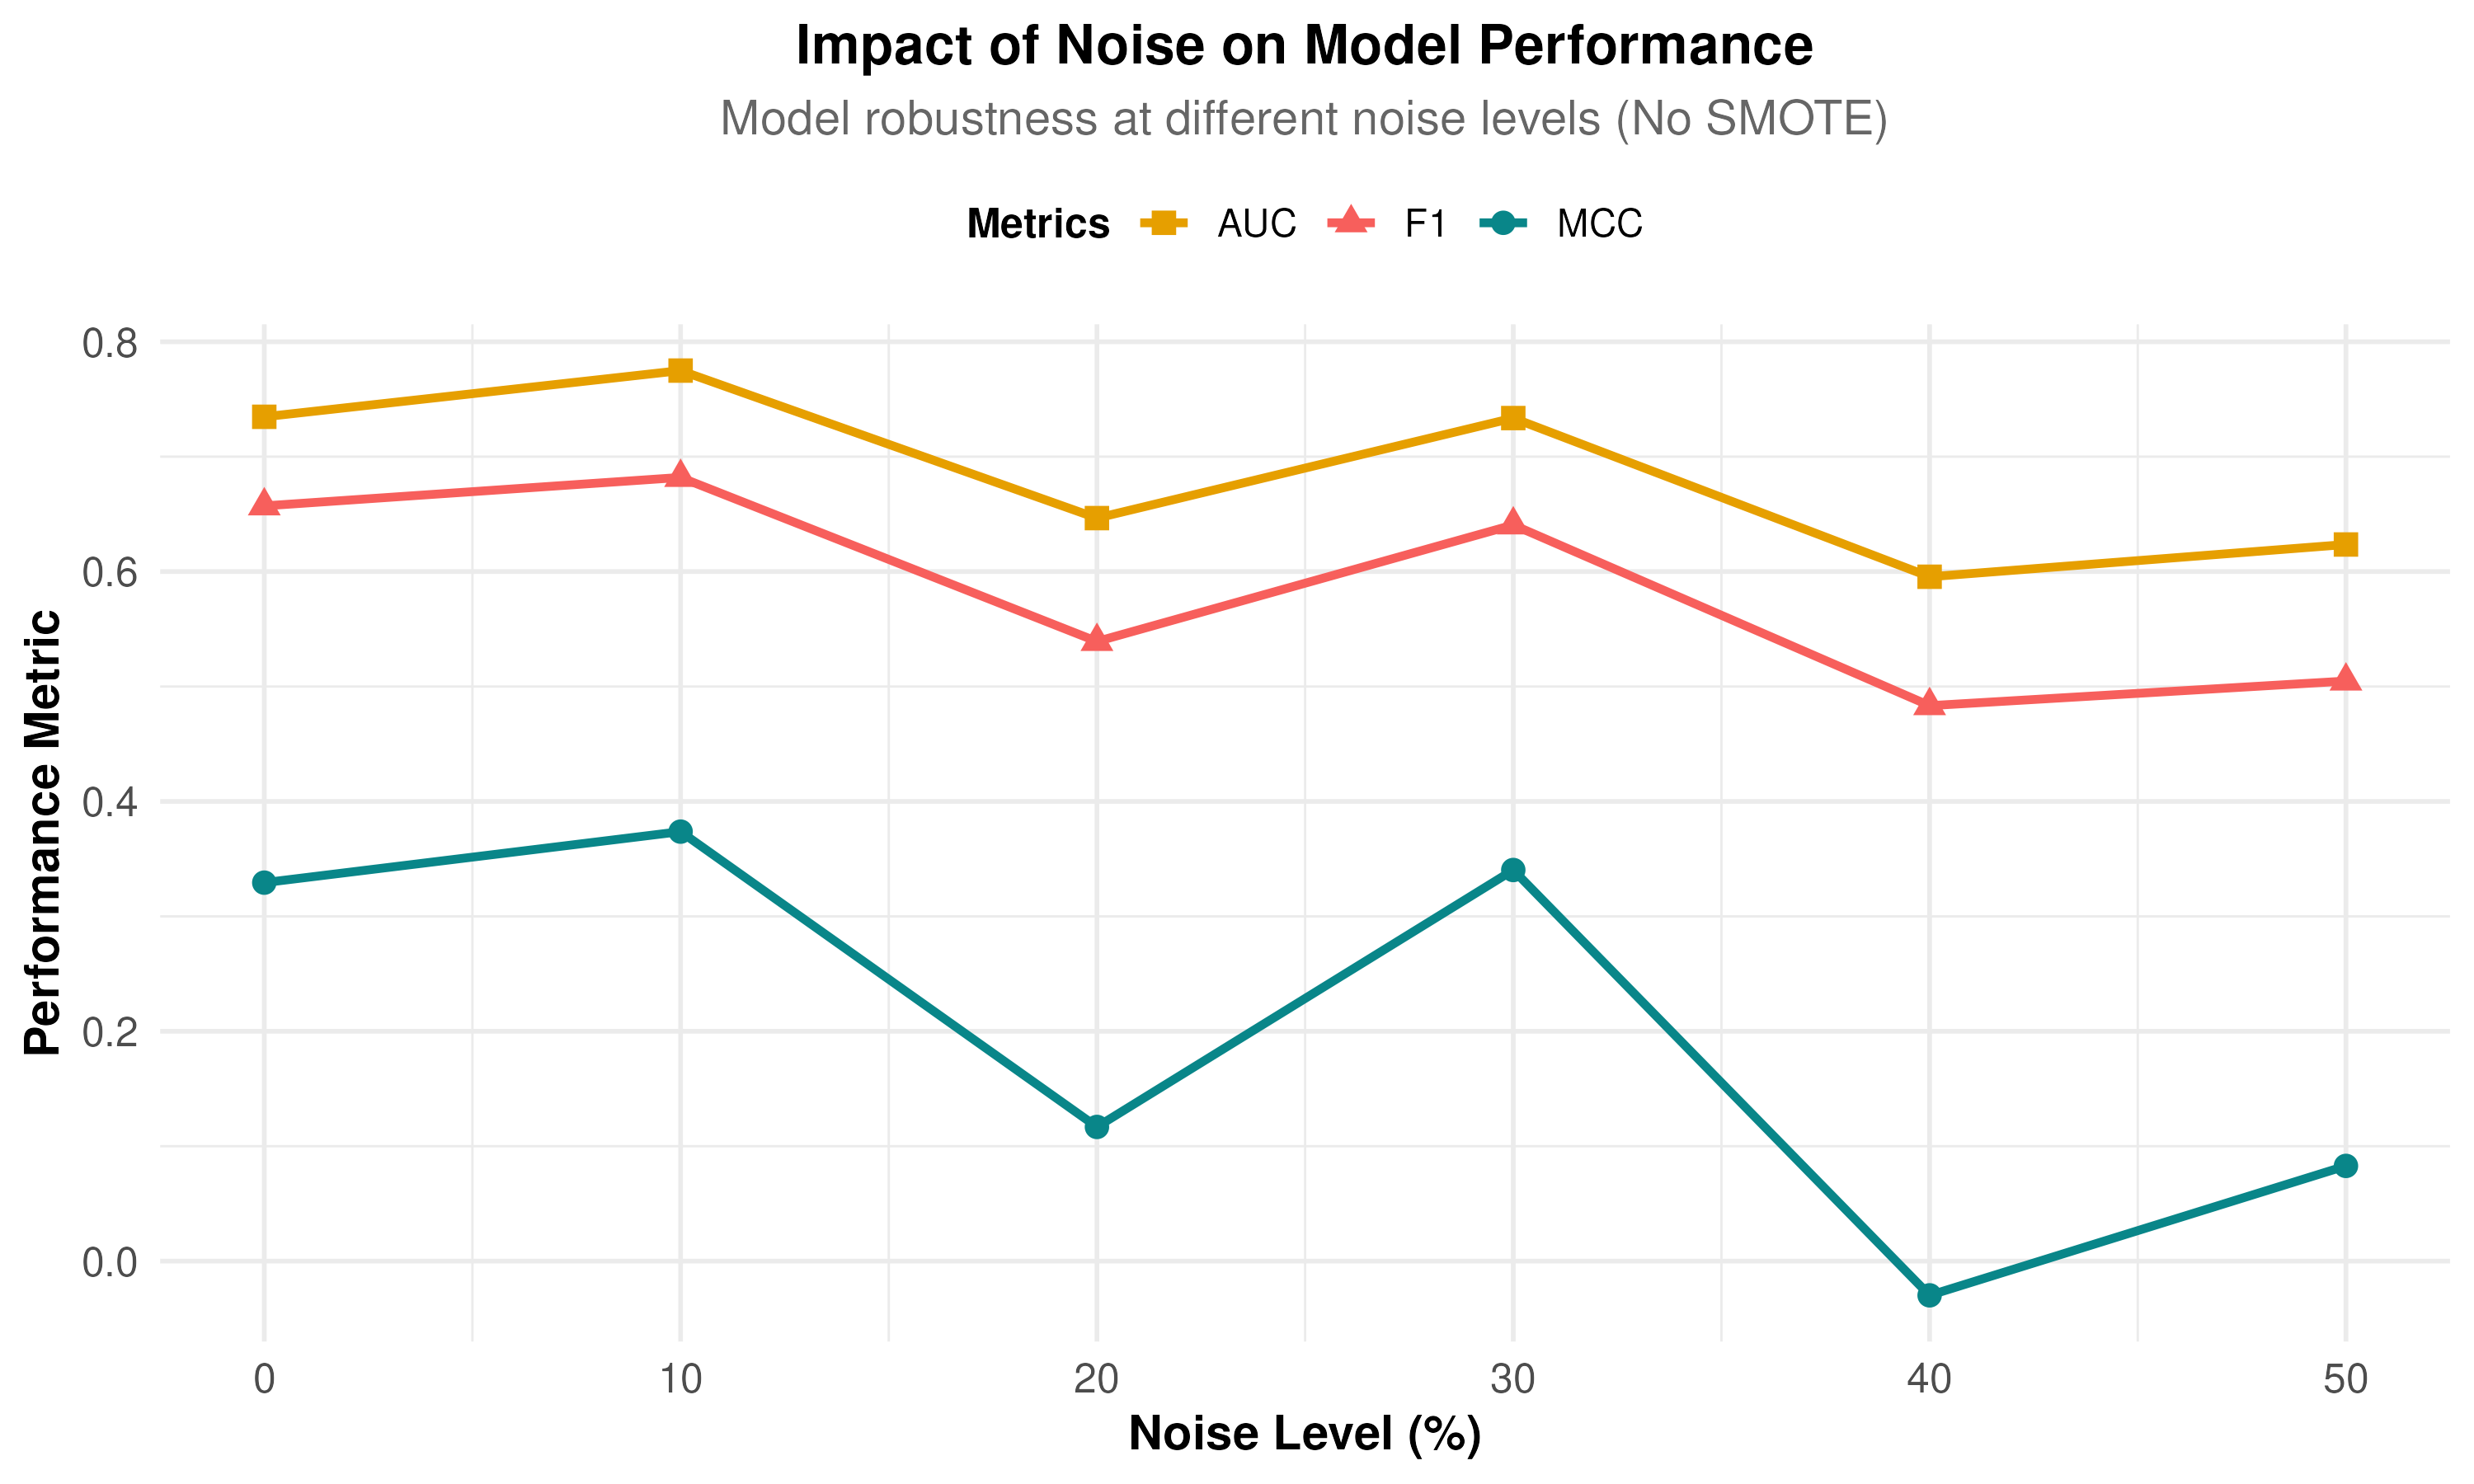 Impact of Noise on Model Performance
Model robustness at different noise levels (No SMOTE)
Metrics AUC F1 MCC
Performance Metric
0.8
0.6
0.4
0.2
0.0
0 10 20 30 40 50
Noise Level (%)